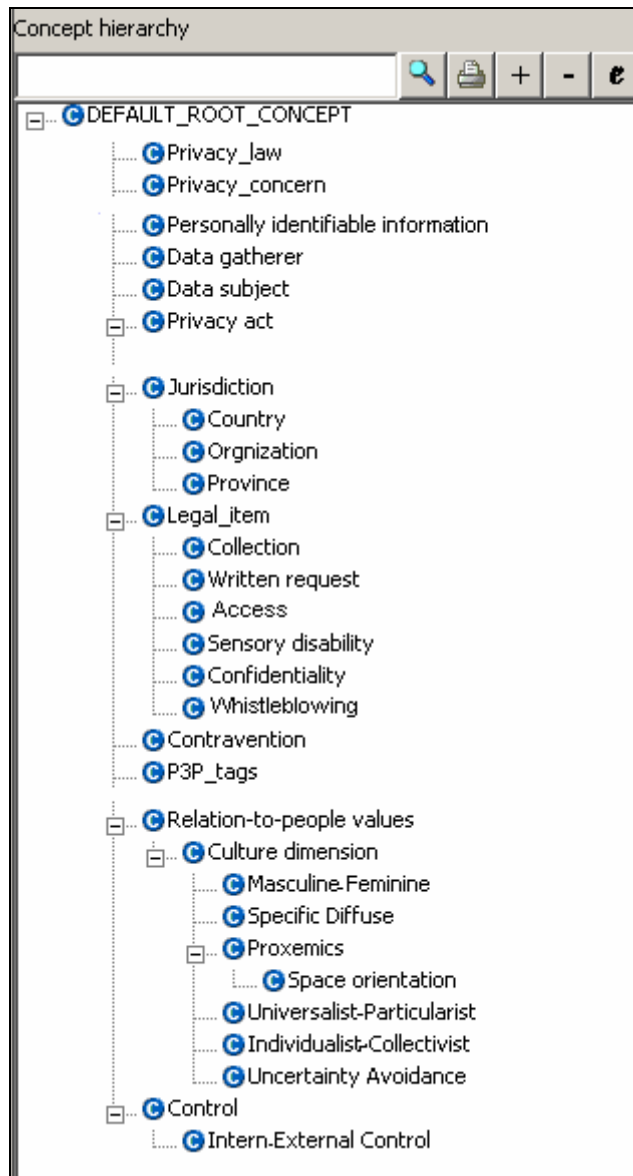 Concept hierarchy
+ - e
DEFAULT_ROOT_CONCEPT
Privacy_law
Privacy_concern
Personally identifiable information
Data gatherer
Data subject
Privacy act
Jurisdiction
Country
Orgnization
Province
Legal_item
Collection
Written request
Access
Sensory disability
Confidentiality
Whistleblowing
Contravention
P3P_tags
Relation-to-people values
Culture dimension
Masculine-Feminine
Specific Diffuse
Proxemics
Space orientation
Universalist-Particularist
Individualist-Collectivist
Uncertainty Avoidance
Control
Intern-External Control